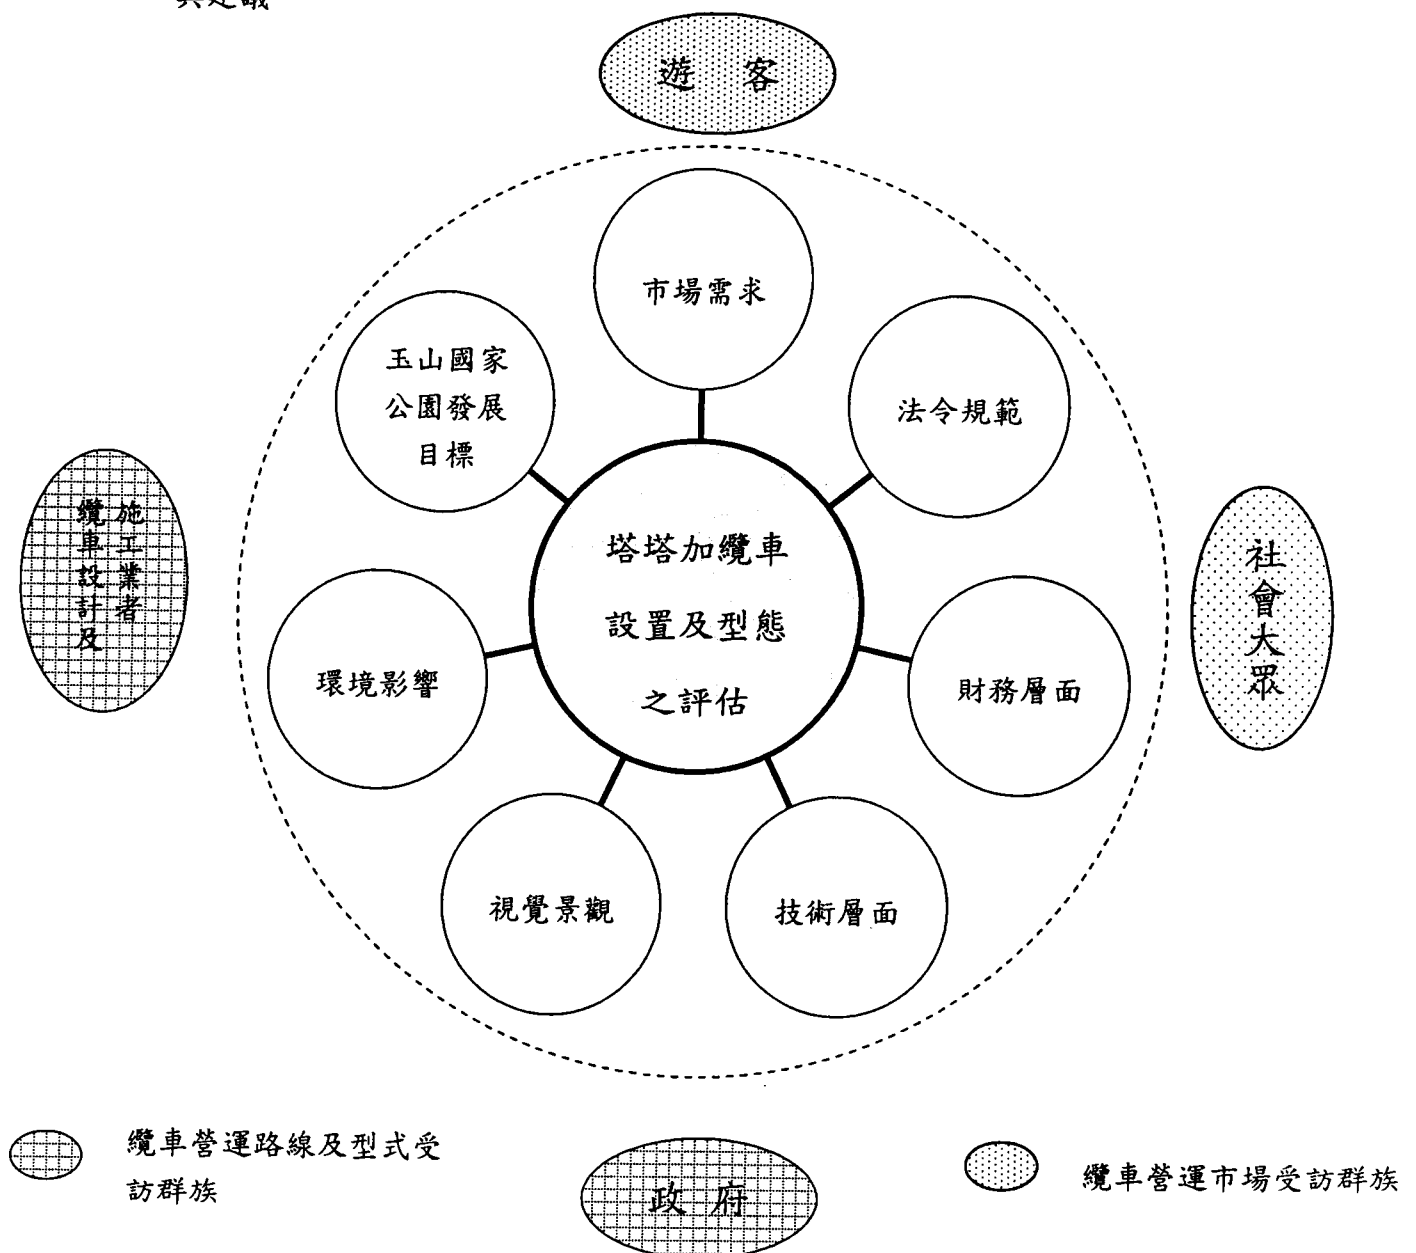 與建議
遊 客
市場需求
玉山國家
公園發展
目標
法令規範
纜車設計及
施工業者
塔塔加纜車
設置及型態
之評估
社會大眾
環境影響
財務層面
視覺景觀
技術層面
纜車營運路線及型式受
訪群族
政 府
纜車營運市場受訪群族